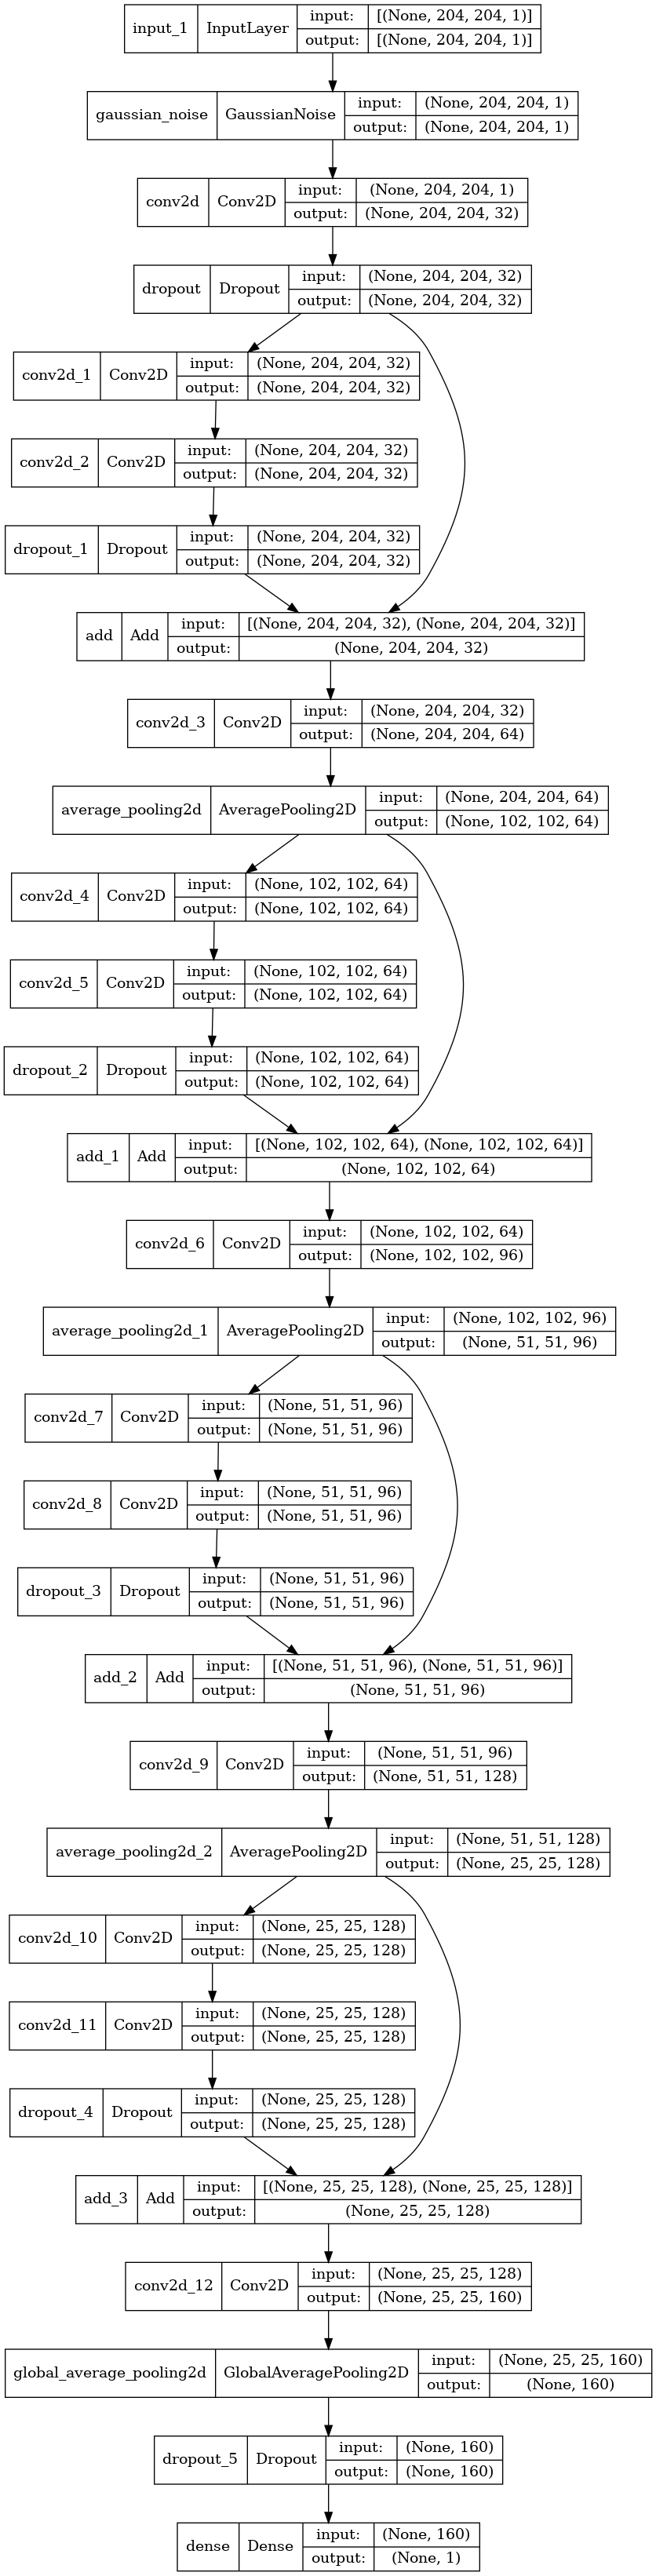 input_1 InputLayer input: [(None, 204, 204, 1)]
output: [(None, 204, 204, 1)]
gaussian_noise GaussianNoise input: (None, 204, 204, 1)
output: (None, 204, 204, 1)
conv2d Conv2D input: (None, 204, 204, 1)
output: (None, 204, 204, 32)
dropout Dropout input: (None, 204, 204, 32)
output: (None, 204, 204, 32)
conv2d_1 Conv2D input: (None, 204, 204, 32)
output: (None, 204, 204, 32)
conv2d_2 Conv2D input: (None, 204, 204, 32)
output: (None, 204, 204, 32)
dropout_1 Dropout input: (None, 204, 204, 32)
output: (None, 204, 204, 32)
add Add input: [(None, 204, 204, 32), (None, 204, 204, 32)]
output: (None, 204, 204, 32)
conv2d_3 Conv2D input: (None, 204, 204, 32)
output: (None, 204, 204, 64)
average_pooling2d AveragePooling2D input: (None, 204, 204, 64)
output: (None, 102, 102, 64)
conv2d_4 Conv2D input: (None, 102, 102, 64)
output: (None, 102, 102, 64)
conv2d_5 Conv2D input: (None, 102, 102, 64)
output: (None, 102, 102, 64)
dropout_2 Dropout input: (None, 102, 102, 64)
output: (None, 102, 102, 64)
add_1 Add input: [(None, 102, 102, 64), (None, 102, 102, 64)]
output: (None, 102, 102, 64)
conv2d_6 Conv2D input: (None, 102, 102, 64)
output: (None, 102, 102, 96)
average_pooling2d_1 AveragePooling2D input: (None, 102, 102, 96)
output: (None, 51, 51, 96)
conv2d_7 Conv2D input: (None, 51, 51, 96)
output: (None, 51, 51, 96)
conv2d_8 Conv2D input: (None, 51, 51, 96)
output: (None, 51, 51, 96)
dropout_3 Dropout input: (None, 51, 51, 96)
output: (None, 51, 51, 96)
add_2 Add input: [(None, 51, 51, 96), (None, 51, 51, 96)]
output: (None, 51, 51, 96)
conv2d_9 Conv2D input: (None, 51, 51, 96)
output: (None, 51, 51, 128)
average_pooling2d_2 AveragePooling2D input: (None, 51, 51, 128)
output: (None, 25, 25, 128)
conv2d_10 Conv2D input: (None, 25, 25, 128)
output: (None, 25, 25, 128)
conv2d_11 Conv2D input: (None, 25, 25, 128)
output: (None, 25, 25, 128)
dropout_4 Dropout input: (None, 25, 25, 128)
output: (None, 25, 25, 128)
add_3 Add input: [(None, 25, 25, 128), (None, 25, 25, 128)]
output: (None, 25, 25, 128)
conv2d_12 Conv2D input: (None, 25, 25, 128)
output: (None, 25, 25, 160)
global_average_pooling2d GlobalAveragePooling2D input: (None, 25, 25, 160)
output: (None, 160)
dropout_5 Dropout input: (None, 160)
output: (None, 160)
dense Dense input: (None, 160)
output: (None, 1)